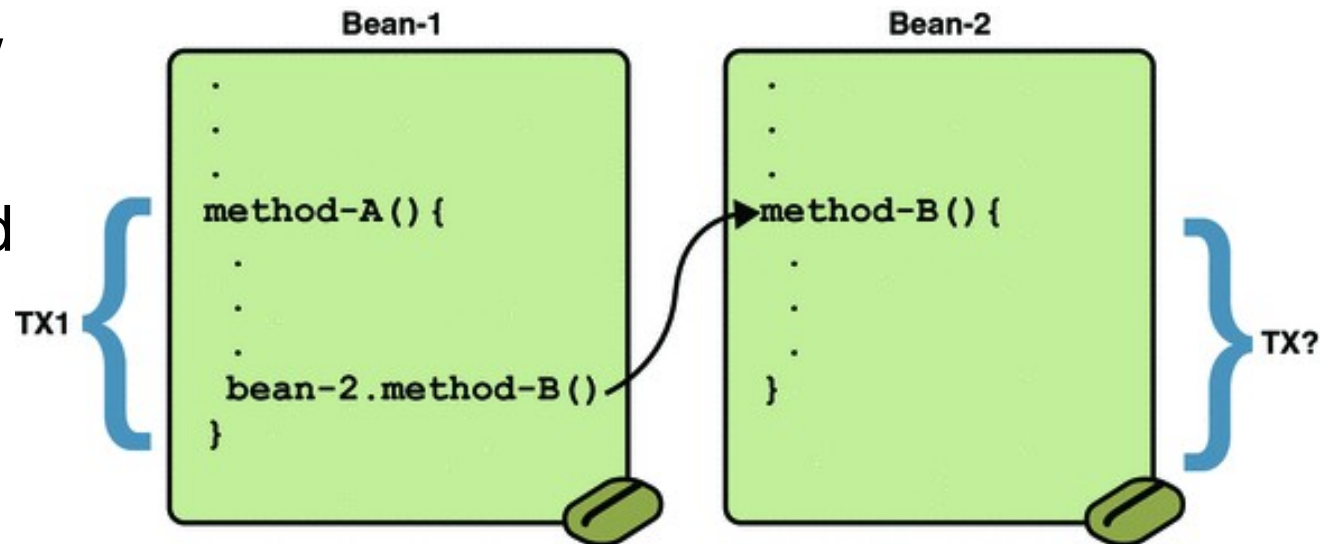 Bean-1
.
.
.
method-A(){
.
.
.
bean-2.method-B()
}
TX1
Bean-2
.
.
.
method-B(){
.
.
.
}
TX?
d